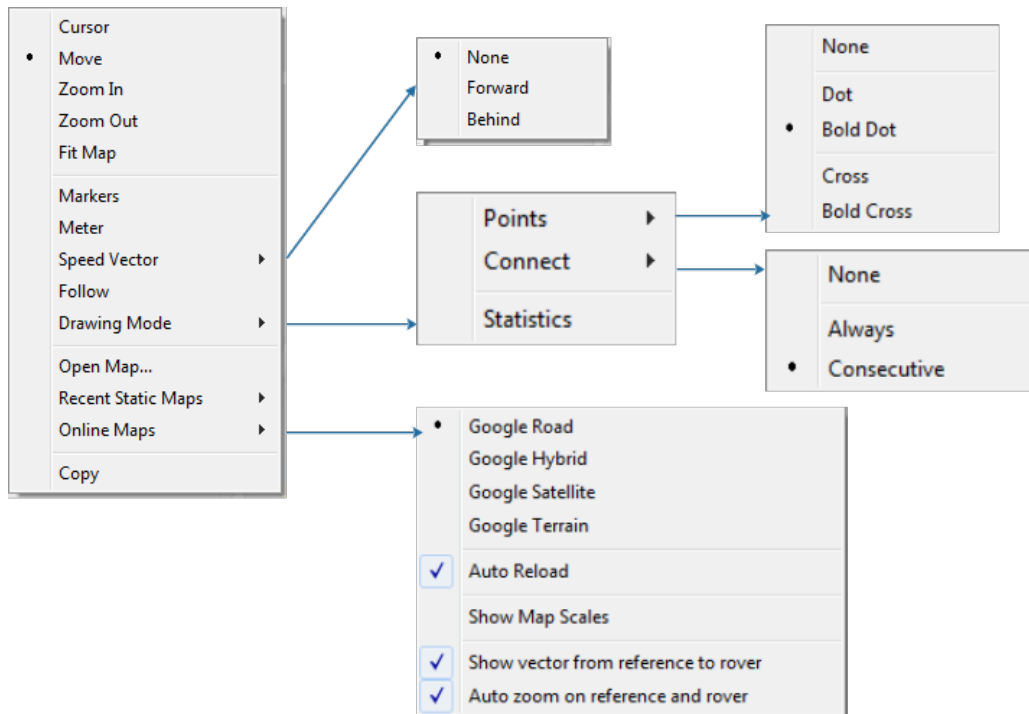 Cursor
Move
Zoom In
Zoom Out
Fit Map
Markers
Meter
Speed Vector
Follow
Drawing Mode
Open Map...
Recent Static Maps
Online Maps
Copy
None
Forward
Behind
Points
Connect
Statistics
None
Dot
Bold Dot
Cross
Bold Cross
None
Always
Consecutive
Google Road
Google Hybrid
Google Satellite
Google Terrain
Auto Reload
Show Map Scales
Show vector from reference to rover
Auto zoom on reference and rover